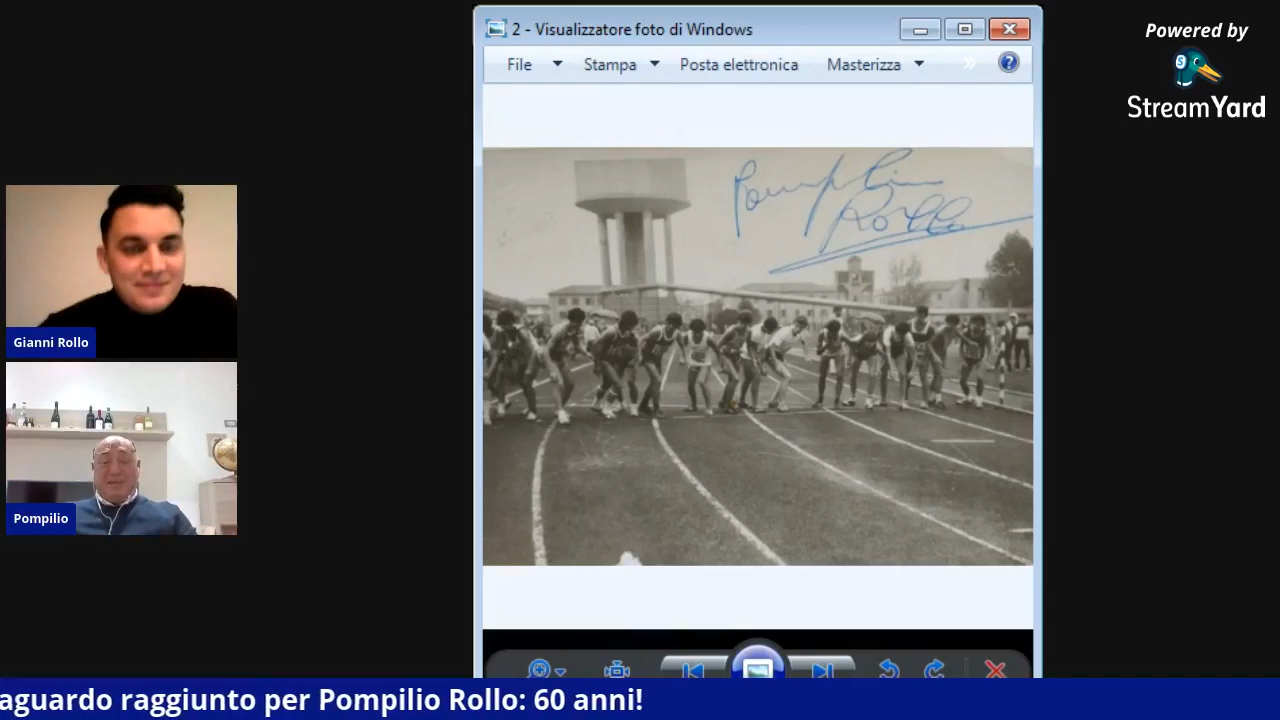 2 - Visualizzatore foto di Windows
File Stampa Posta elettronica Masterizza
Powered by
StreamYard
Pompilio
Rollo
Gianni Rollo
Pompilio
aguardo raggiunto per Pompilio Rollo: 60 anni!